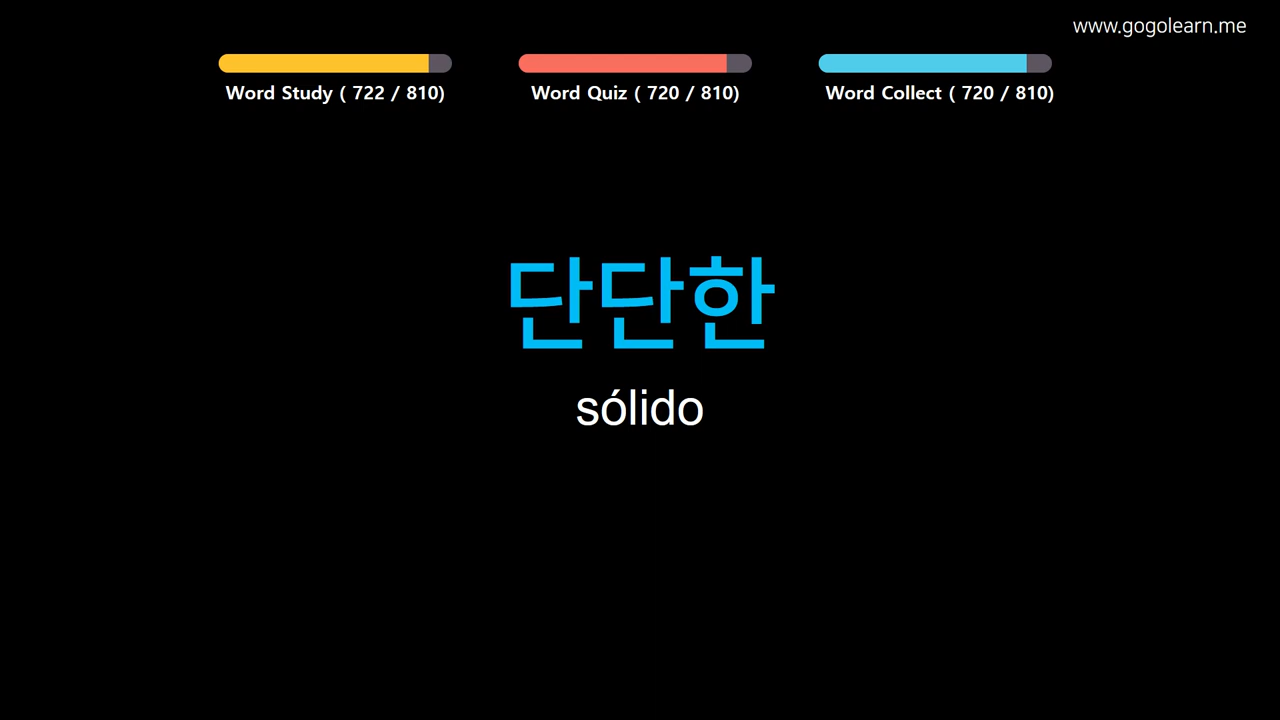 www.gogolearn.me
Word Study ( 722 / 810)
Word Quiz ( 720 / 810)
Word Collect ( 720 / 810)
단단한
sólido